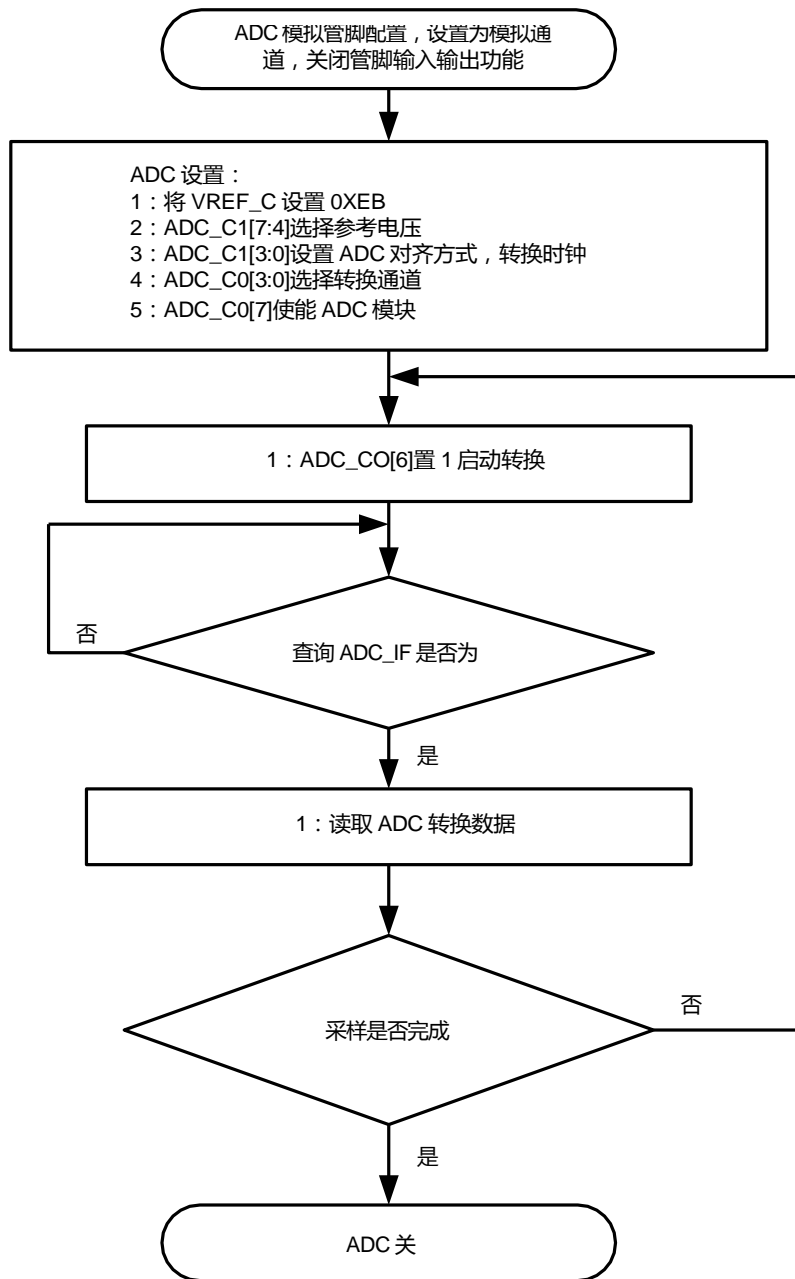 ADC 模拟管脚配置，设置为模拟通
道，关闭管脚输入输出功能
ADC 设置：
1：将 VREF_C 设置 0XEB
2：ADC_C1[7:4]选择参考电压
3：ADC_C1[3:0]设置 ADC 对齐方式，转换时钟
4：ADC_C0[3:0]选择转换通道
5：ADC_C0[7]使能 ADC 模块
1：ADC_CO[6]置 1 启动转换
否
查询 ADC_IF 是否为
是
1：读取 ADC 转换数据
否
采样是否完成
是
ADC 关